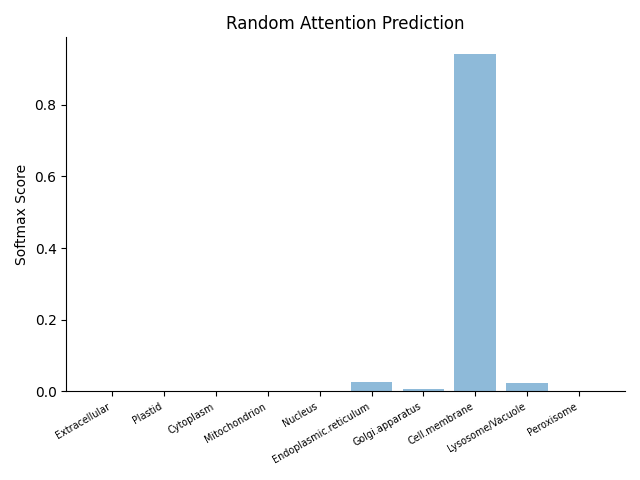 Random Attention Prediction
Softmax Score
0.8
0.6
0.4
0.2
0.0
Extracellular
Plastid
Cytoplasm
Mitochondrion
Nucleus
Endoplasmic.reticulum
Golgi.apparatus
Cell.membrane
Lysosome/Vacuole
Peroxisome